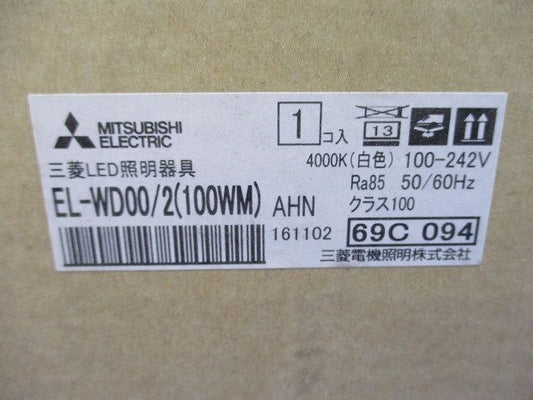 MITSUBISHI
ELECTRIC
1 コ入
13
三菱LED照明器具
4000K(白色) 100-242V
Ra85 50/60Hz
EL-WD00/2(100WM) AHN
クラス100
161102
69C 094
三菱電機照明株式会社